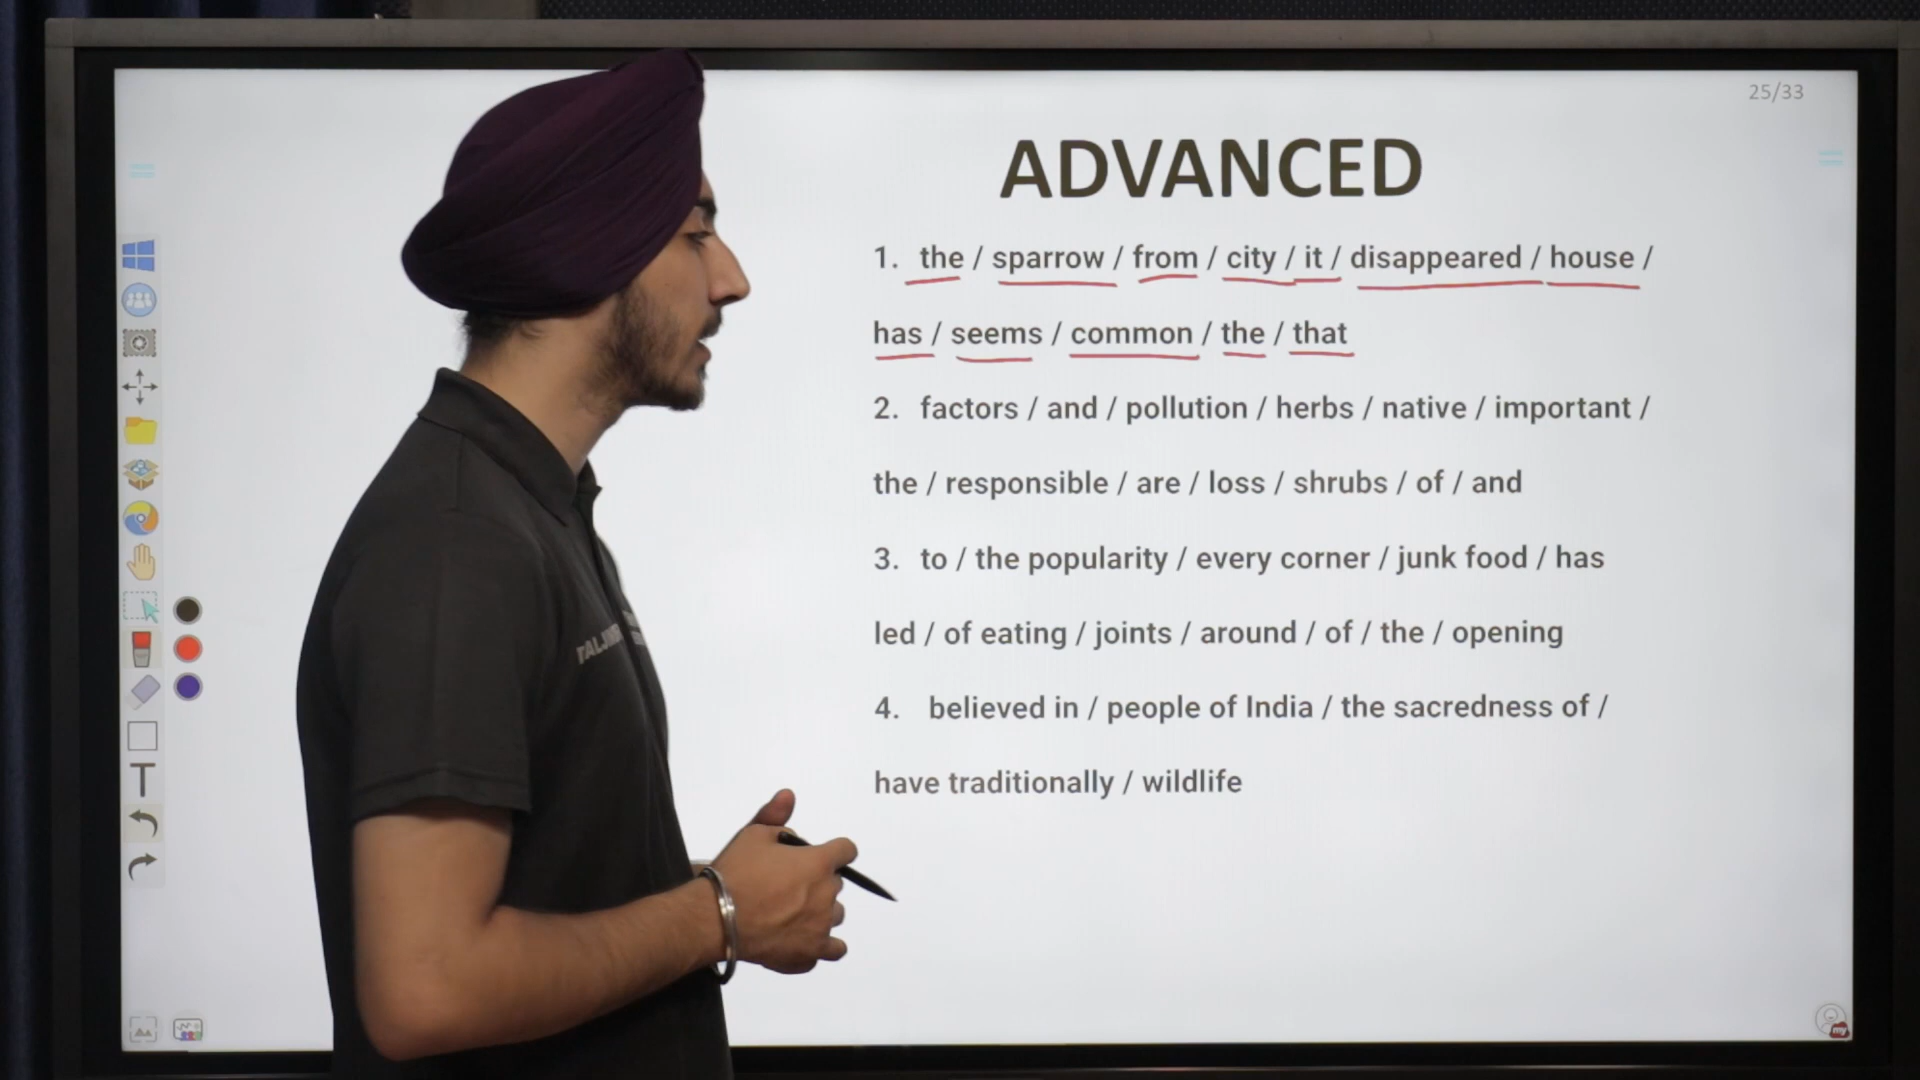 25/33
ADVANCED
1. the / sparrow / from / city / it / disappeared / house /
has / seems / common / the / that
2. factors / and / pollution / herbs / native / important /
the / responsible / are / loss / shrubs / of / and
3. to / the popularity / every corner / junk food / has
led / of eating / joints / around / of / the / opening
4. believed in / people of India / the sacredness of /
have traditionally / wildlife
T
my